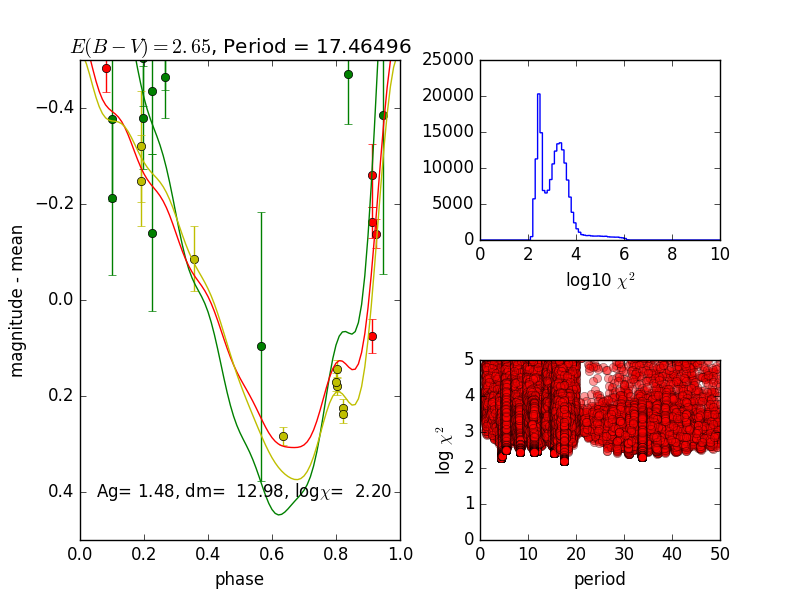 E(B−V)=2.65, Period = 17.46496
magnitude - mean
−0.4
−0.2
0.0
0.2
0.4
Ag= 1.48, dm=  12.98, logχ=  2.20
0.0 0.2 0.4 0.6 0.8 1.0
phase
25000
20000
15000
10000
5000
0
0 2 4 6 8 10
log10 χ²
log χ²
5
4
3
2
1
0
0 10 20 30 40 50
period